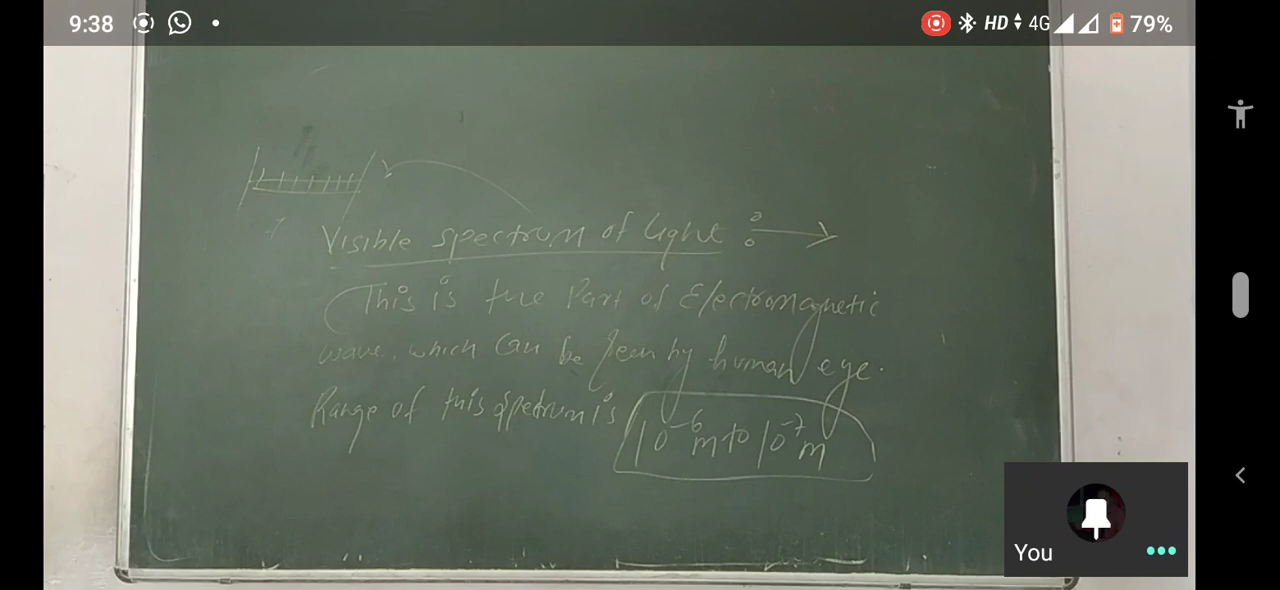 9:38
HD 4G 79%
Visible spectrum of light :→
This is the Part of Electromagnetic
wave. which can be seen by human eye.
Range of this spectrum is 10⁻⁶m to 10⁻⁷m
You